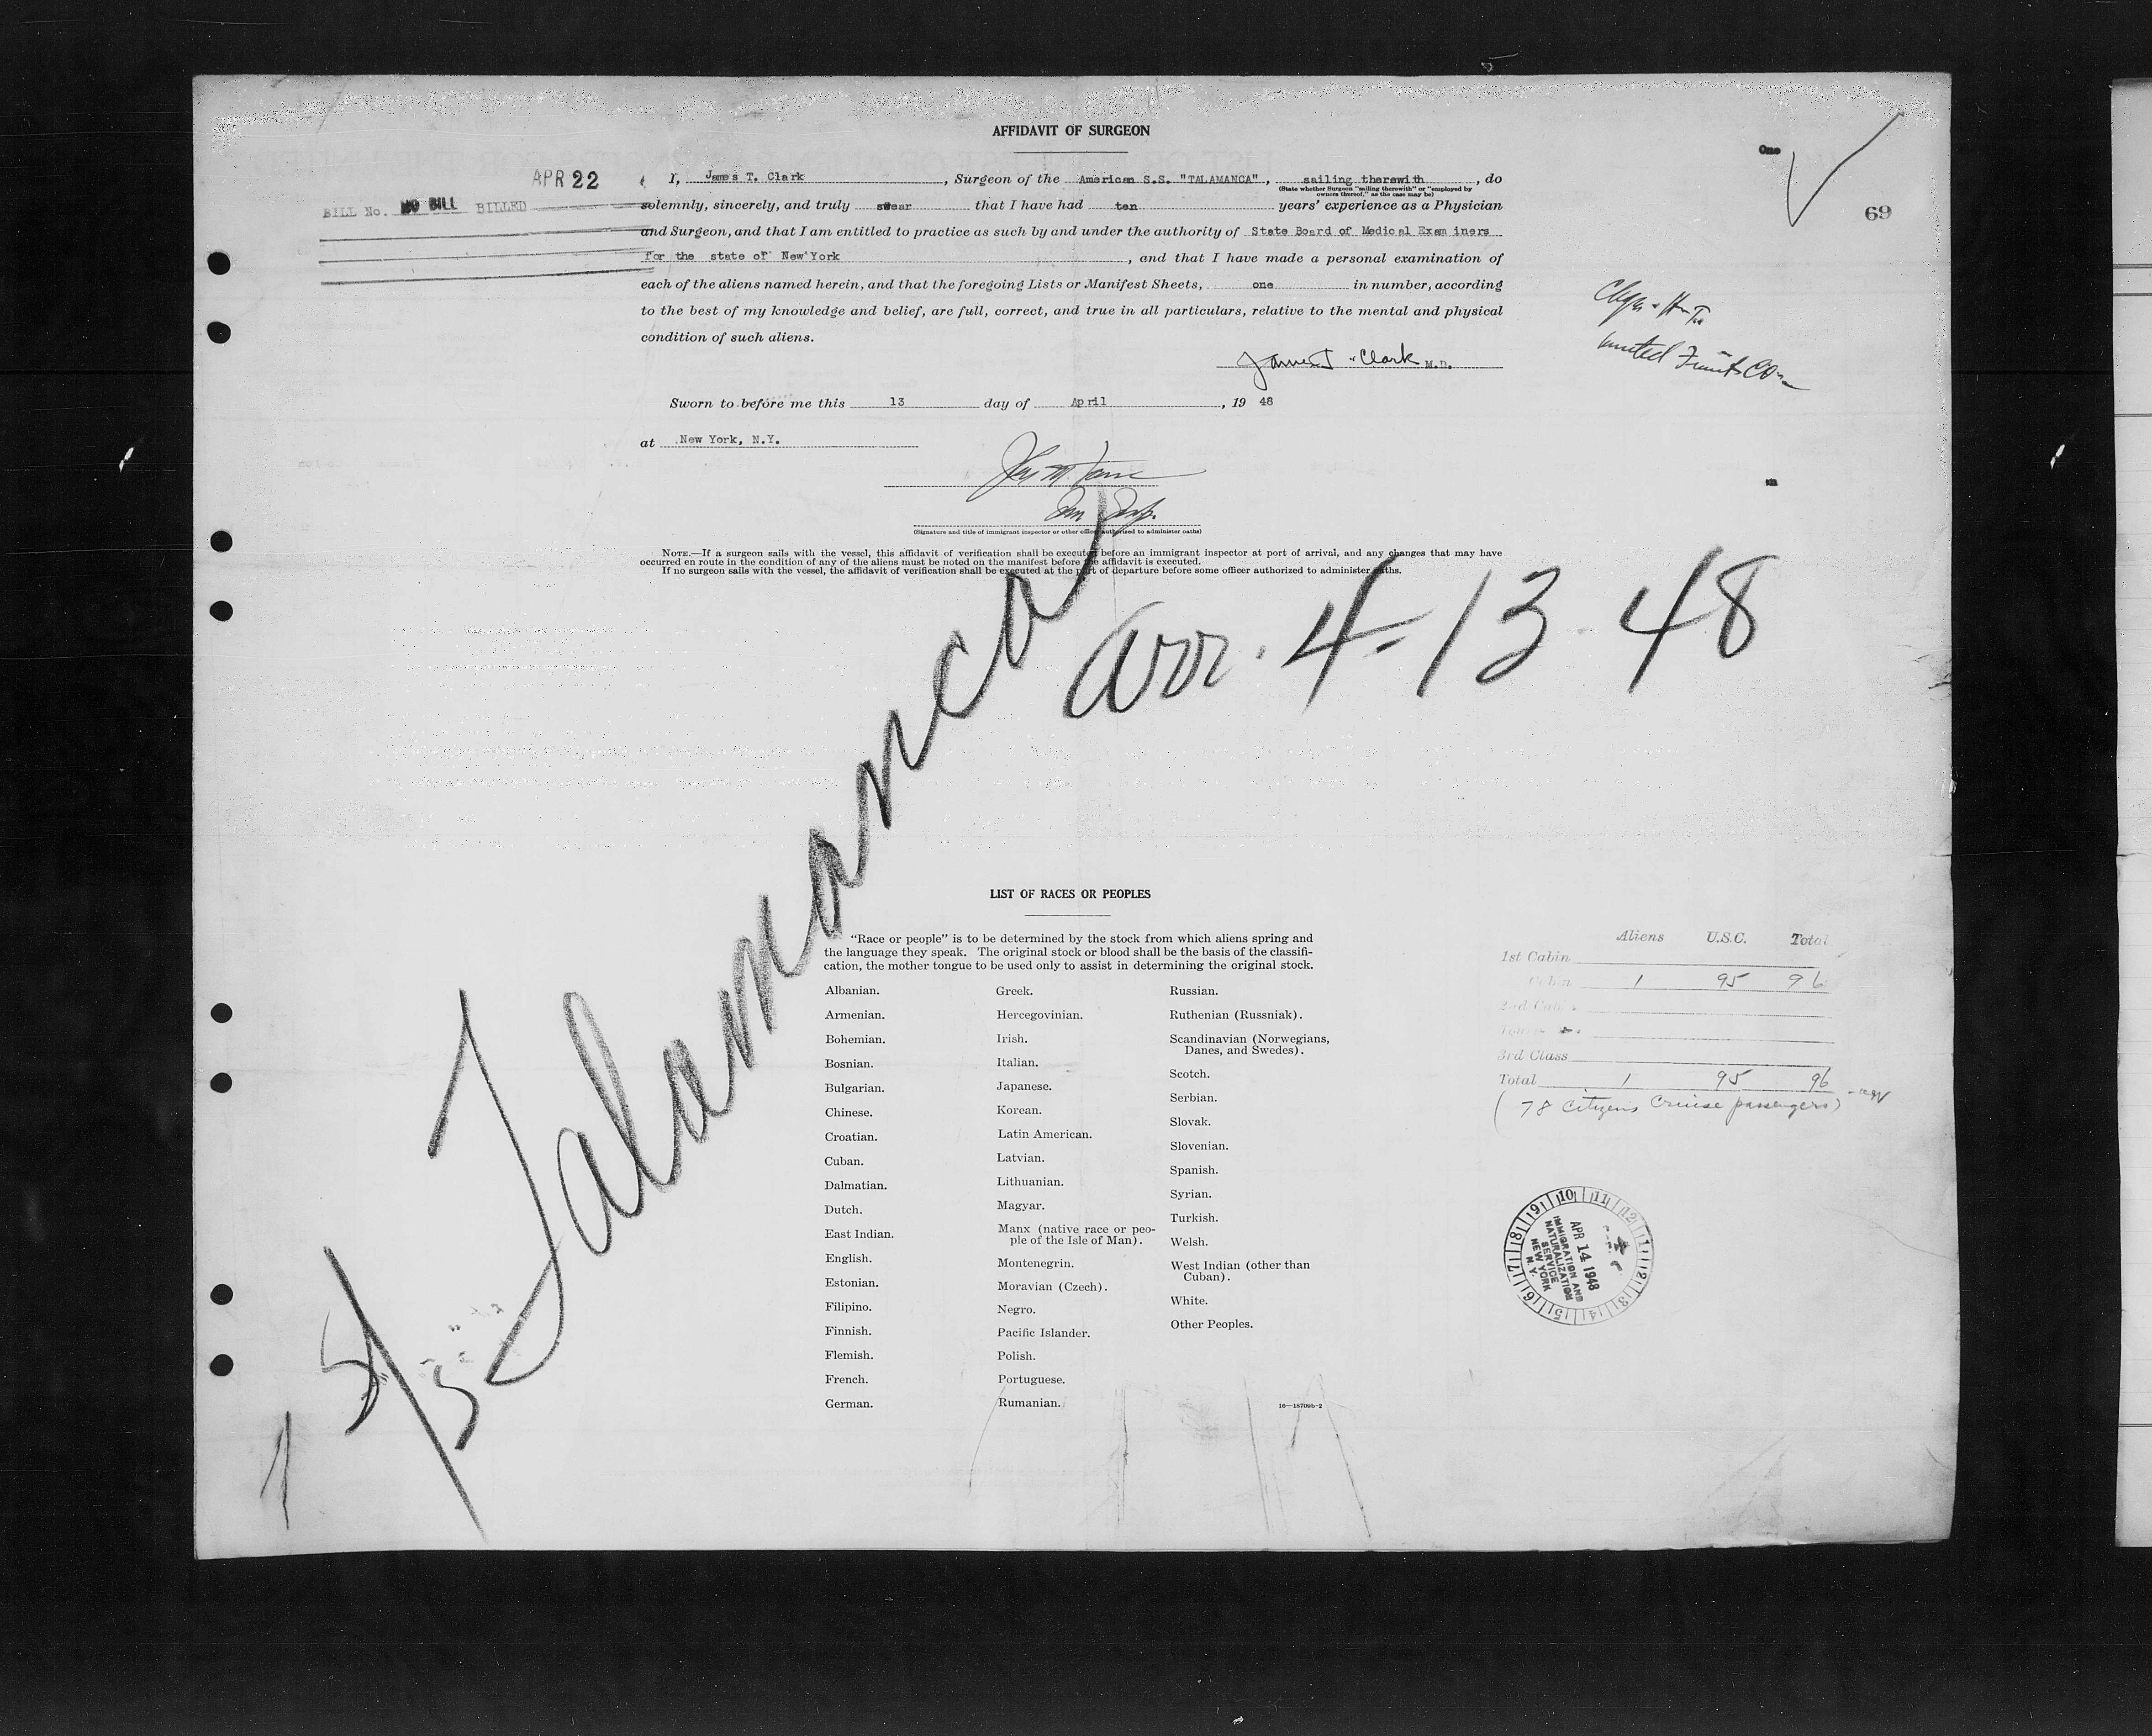 AFFIDAVIT OF SURGEON
One
69
APR 22
BILL No. NO BILL BILLED
I, James T. Clark, Surgeon of the American S.S. "TALAMANCA", sailing therewith, do
(State whether Surgeon "sailing therewith" or "employed by
owners thereof," as the case may be)
solemnly, sincerely, and truly swear that I have had ten years' experience as a Physician
and Surgeon, and that I am entitled to practice as such by and under the authority of State Board of Medical Examiners
for the state of New York, and that I have made a personal examination of
each of the aliens named herein, and that the foregoing Lists or Manifest Sheets, one in number, according
to the best of my knowledge and belief, are full, correct, and true in all particulars, relative to the mental and physical
condition of such aliens.
James T. Clark M.D.
United Fruit Co
Sworn to before me this 13 day of April, 19 48
at New York, N.Y.
(Signature and title of immigrant inspector or other officer authorized to administer oaths)
NOTE.—If a surgeon sails with the vessel, this affidavit of verification shall be executed before an immigrant inspector at port of arrival, and any changes that may have
occurred en route in the condition of any of the aliens must be noted on the manifest before the affidavit is executed.
If no surgeon sails with the vessel, the affidavit of verification shall be executed at the port of departure before some officer authorized to administer oaths.
Talamanca
arr. 4-13-48
LIST OF RACES OR PEOPLES
"Race or people" is to be determined by the stock from which aliens spring and
the language they speak. The original stock or blood shall be the basis of the classifi-
cation, the mother tongue to be used only to assist in determining the original stock.
Albanian.
Armenian.
Bohemian.
Bosnian.
Bulgarian.
Chinese.
Croatian.
Cuban.
Dalmatian.
Dutch.
East Indian.
English.
Estonian.
Filipino.
Finnish.
Flemish.
French.
German.
Greek.
Hercegovinian.
Irish.
Italian.
Japanese.
Korean.
Latin American.
Latvian.
Lithuanian.
Magyar.
Manx (native race or peo-
ple of the Isle of Man).
Montenegrin.
Moravian (Czech).
Negro.
Pacific Islander.
Polish.
Portuguese.
Rumanian.
Russian.
Ruthenian (Russniak).
Scandinavian (Norwegians,
Danes, and Swedes).
Scotch.
Serbian.
Slovak.
Slovenian.
Spanish.
Syrian.
Turkish.
Welsh.
West Indian (other than
Cuban).
White.
Other Peoples.
16—18709b-2
Aliens U.S.C. Total
1st Cabin
Cabin 1 95 96
2nd Cab.
3rd Class
Total 1 95 96
(78 citizens Cruise passengers)
10 11 12 1 2 3 4 5 6 7 8 9
APR 14 1948
IMMIGRATION AND
NATURALIZATION
SERVICE
NEW YORK
N.Y.